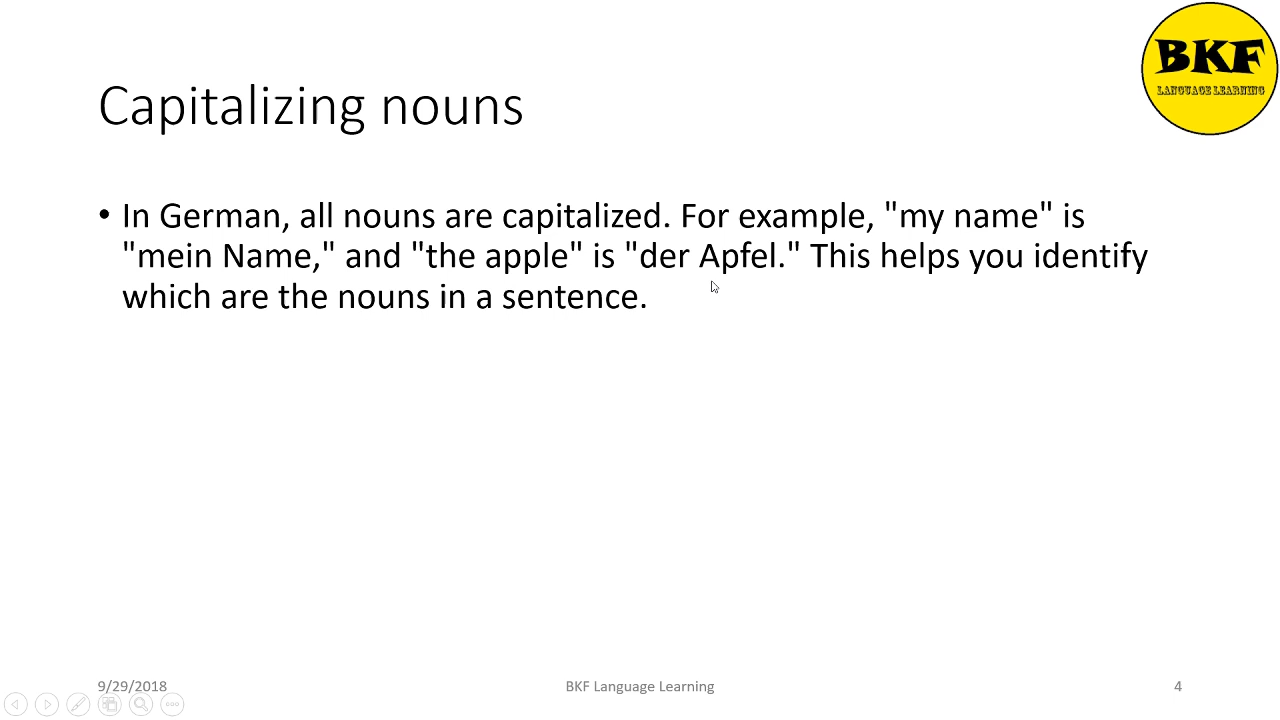 BKF
LANGUAGE LEARNING
Capitalizing nouns
• In German, all nouns are capitalized. For example, "my name" is
"mein Name," and "the apple" is "der Apfel." This helps you identify
which are the nouns in a sentence.
9/29/2018
BKF Language Learning
4